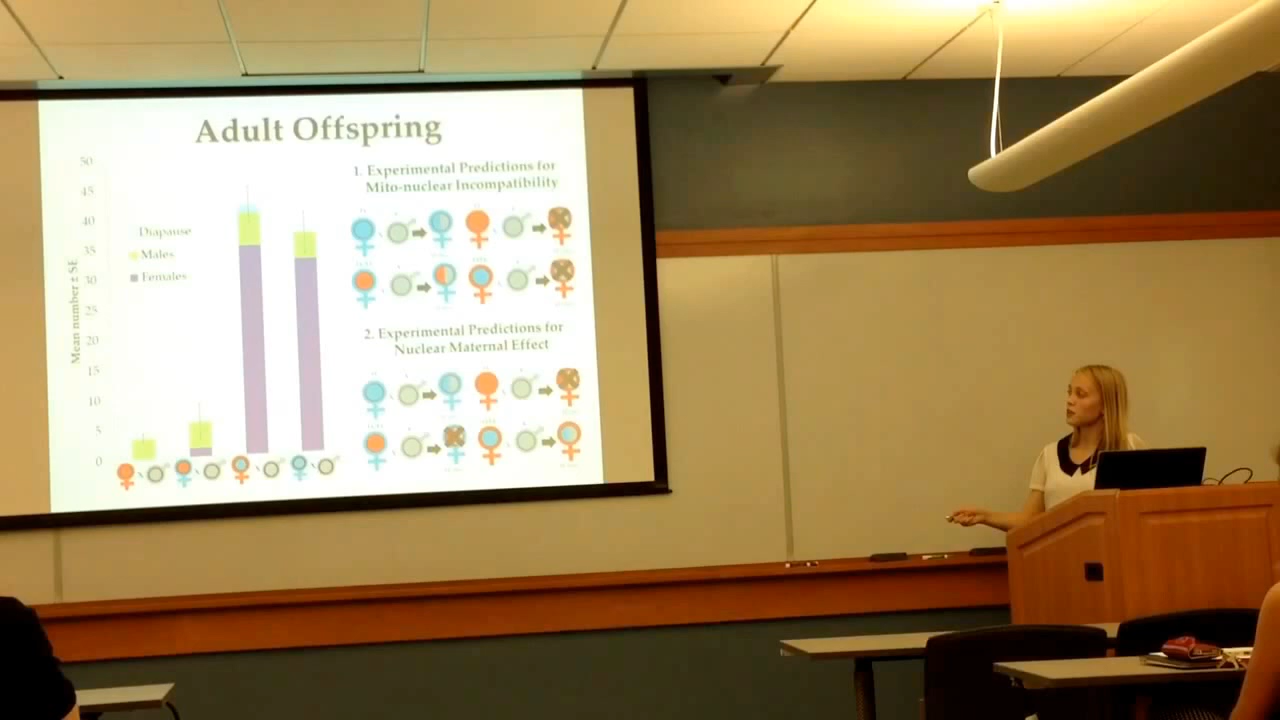 Adult Offspring
50
45
40
35
30
25
20
15
10
5
0
Mean number ± SE
Diapause
Males
Females
1. Experimental Predictions for
Mito-nuclear Incompatibility
2. Experimental Predictions for
Nuclear Maternal Effect